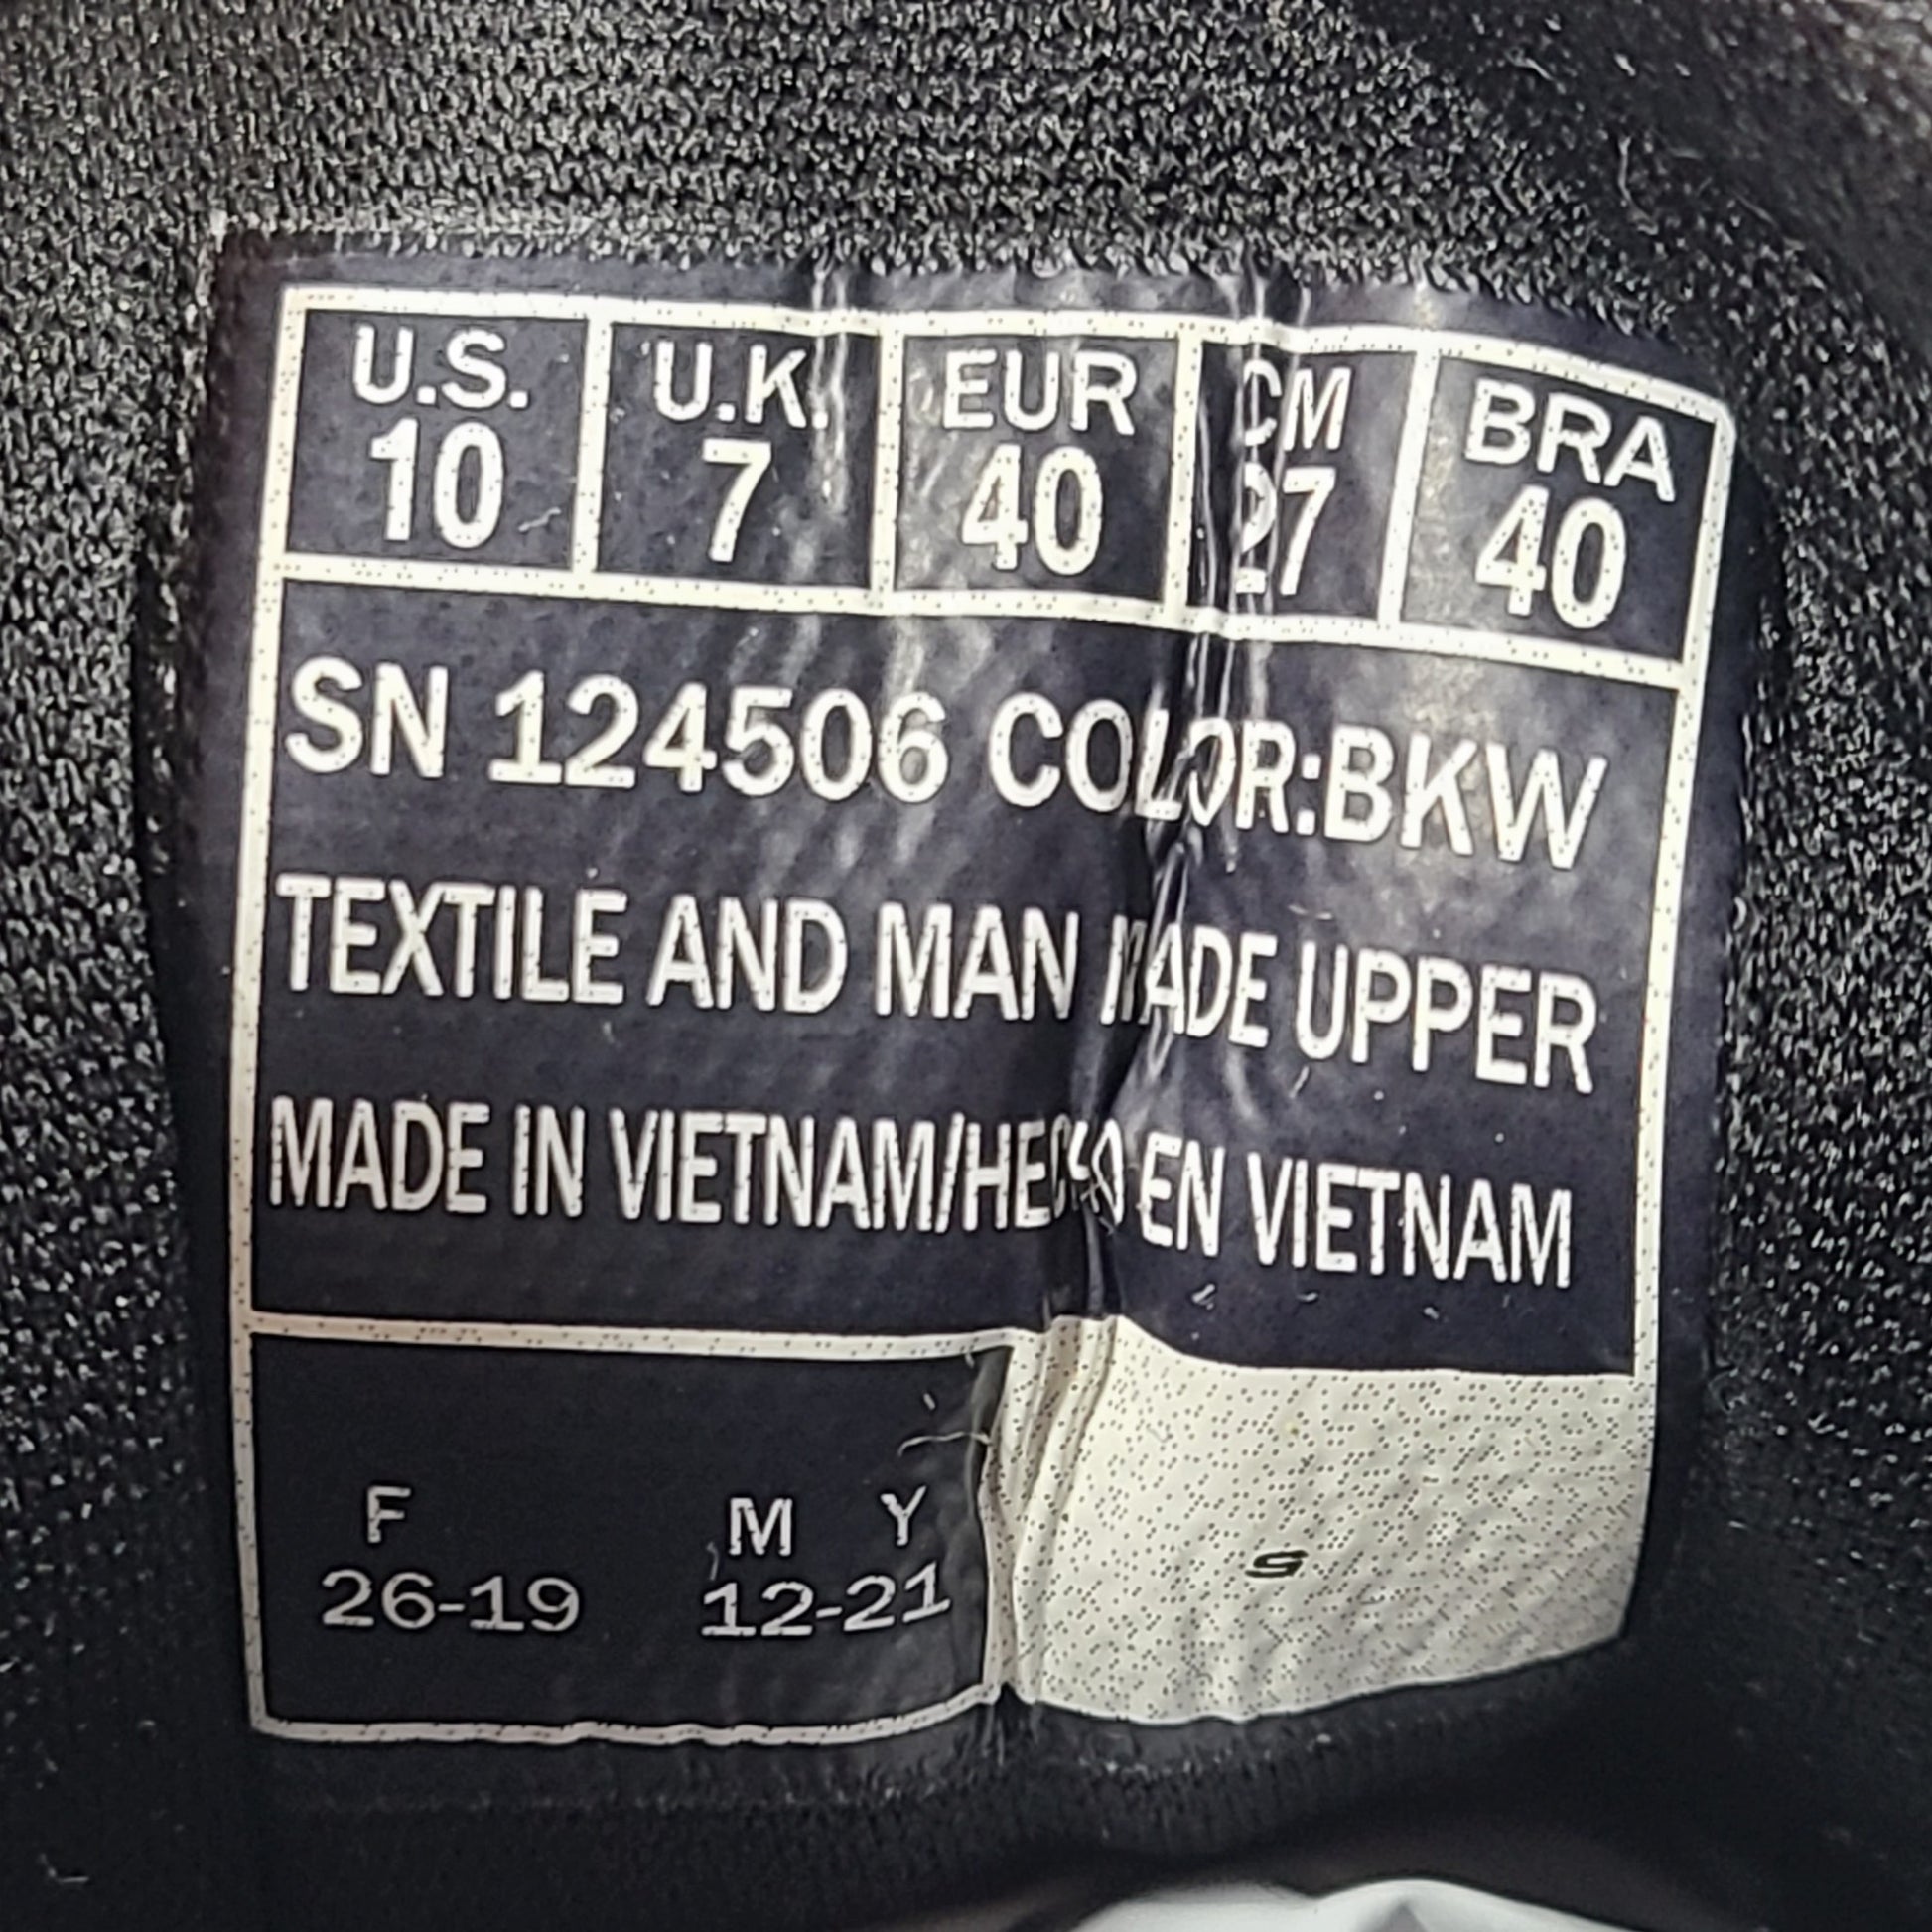 U.S. U.K. EUR CM BRA
10 7 40 27 40
SN 124506 COLOR:BKW
TEXTILE AND MAN MADE UPPER
MADE IN VIETNAM/HECHO EN VIETNAM
F M Y
26-19 12-21
S